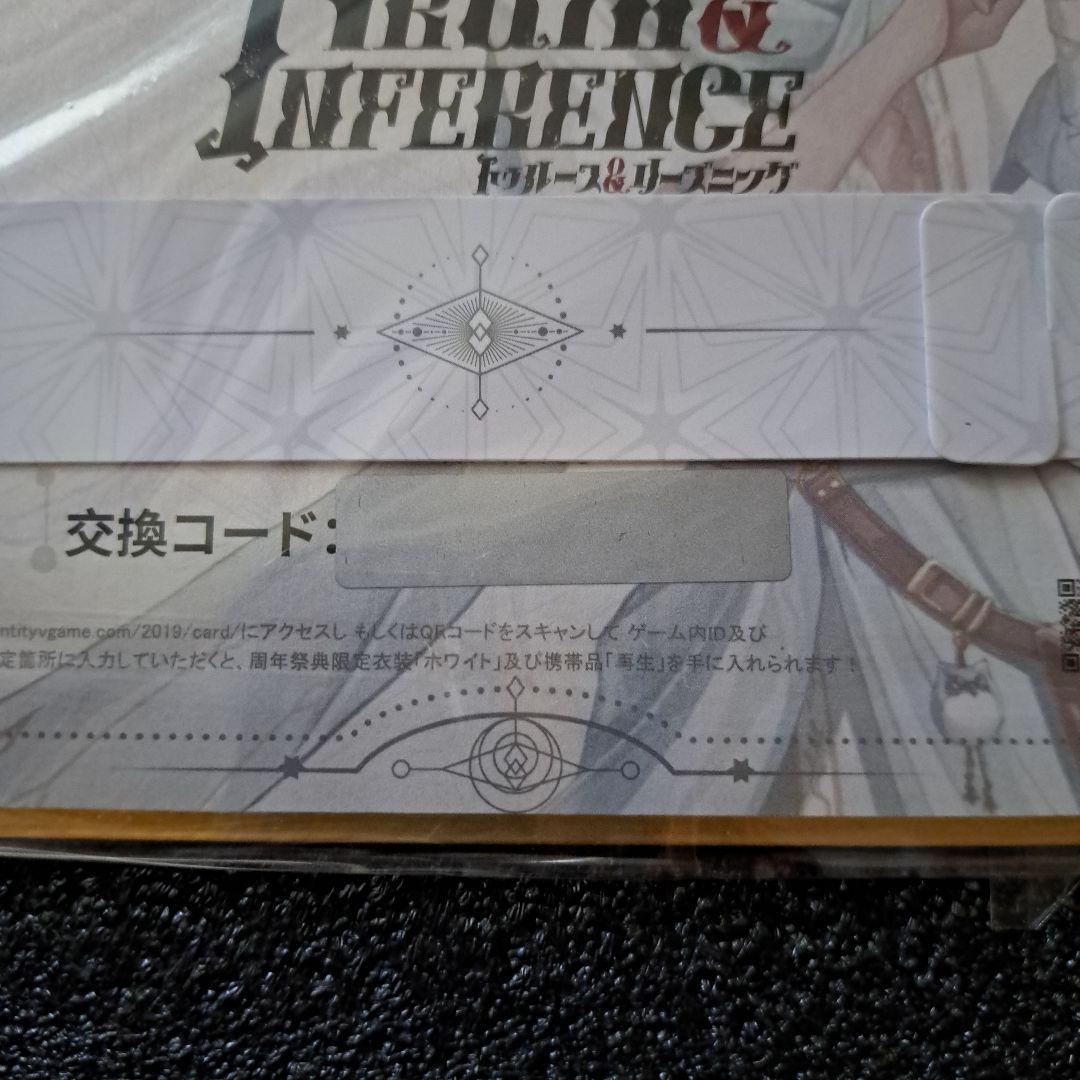 TRUTH&
INFERENCE
トゥルース&リーズニング
交換コード:
ntityvgame.com/2019/card/にアクセスし もしくはQRコードをスキャンして ゲーム内ID及び
定箇所に入力していただくと、周年祭典限定衣装「ホワイト」及び携帯品「再生」を手に入れられます!